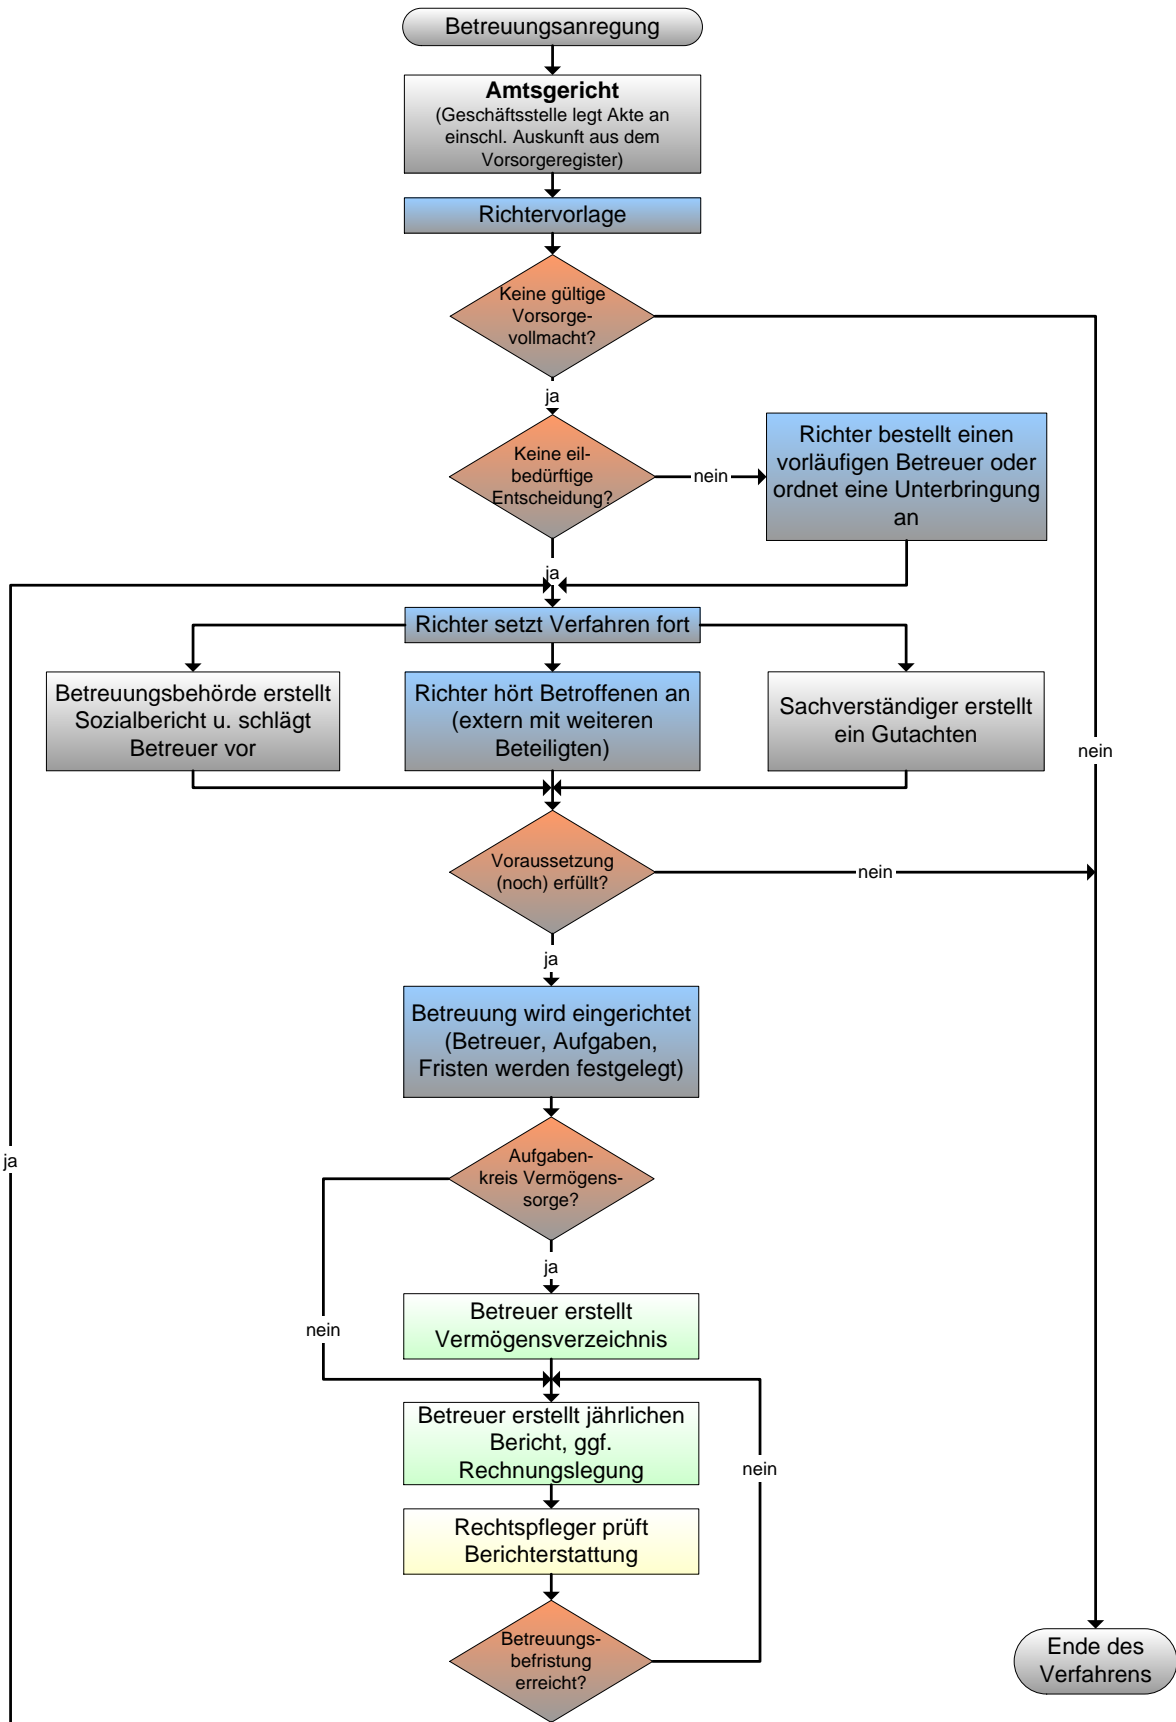 Betreuungsanregung
Amtsgericht
(Geschäftsstelle legt Akte an
einschl. Auskunft aus dem
Vorsorgeregister)
Richtervorlage
Keine gültige
Vorsorge-
vollmacht?
ja
Keine eil-
bedürftige
Entscheidung?
nein
Richter bestellt einen
vorläufigen Betreuer oder
ordnet eine Unterbringung
an
ja
Richter setzt Verfahren fort
Betreuungsbehörde erstellt
Sozialbericht u. schlägt
Betreuer vor
Richter hört Betroffenen an
(extern mit weiteren
Beteiligten)
Sachverständiger erstellt
ein Gutachten
nein
Voraussetzung
(noch) erfüllt?
nein
ja
Betreuung wird eingerichtet
(Betreuer, Aufgaben,
Fristen werden festgelegt)
ja
Aufgaben-
kreis Vermögens-
sorge?
ja
nein
Betreuer erstellt
Vermögensverzeichnis
Betreuer erstellt jährlichen
Bericht, ggf.
Rechnungslegung
nein
Rechtspfleger prüft
Berichterstattung
Betreuungs-
befristung
erreicht?
Ende des
Verfahrens